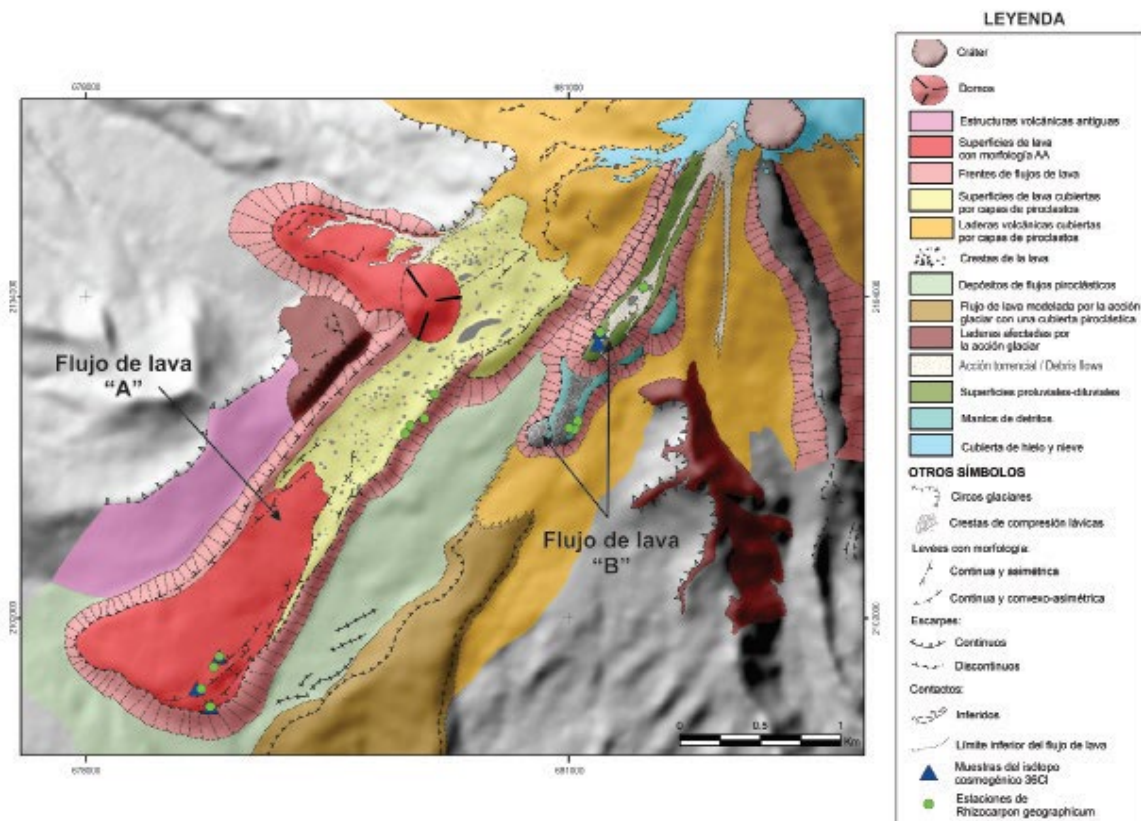 LEYENDA
Cráter
Domos
Estructuras volcánicas antiguas
Superficies de lava
con morfología AA
Frentes de flujos de lava
Superficies de lava cubiertas
por capas de piroclastos
Laderas volcánicas cubiertas
por capas de piroclastos
Crestas de la lava
Depósitos de flujos piroclásticos
Flujo de lava modelada por la acción
glaciar con una cubierta piroclástica
Laderas afectadas por
la acción glaciar
Acción torrencial / Debris flows
Superficies proluviales-diluviales
Mantos de detritos
Cubierta de hielo y nieve
OTROS SÍMBOLOS
Circos glaciares
Crestas de compresión lávicas
Levées con morfología:
Continua y asimétrica
Continua y convexo-asimétrica
Escarpes:
Continuos
Discontinuos
Contactos:
Inferidos
Límite inferior del flujo de lava
Muestras del isótopo
cosmogénico 36Cl
Estaciones de
Rhizocarpon geographicum
681000
Flujo de lava
“A”
Flujo de lava
“B”
2102000
2102000
0 0.5 1
Km
681000